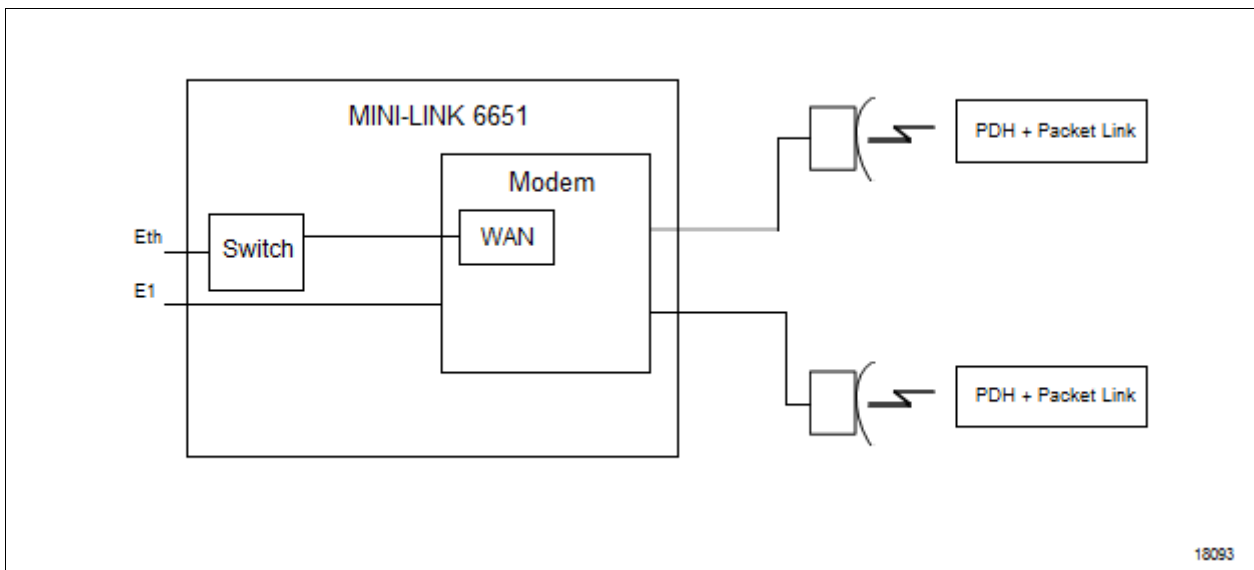 MINI-LINK 6651
PDH + Packet Link
Modem
Eth
Switch
WAN
E1
PDH + Packet Link
18093